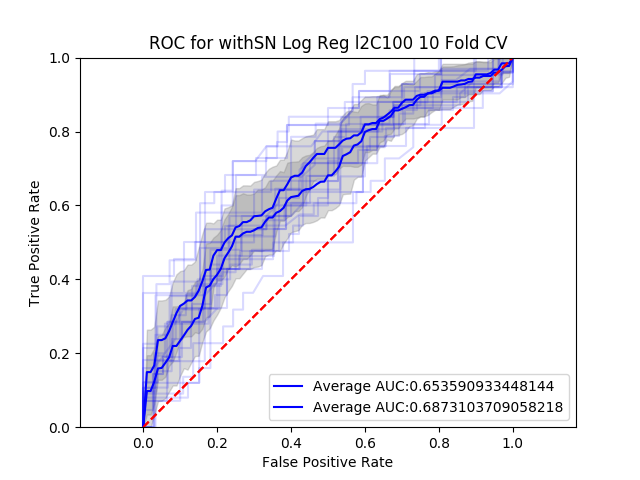 ROC for withSN Log Reg l2C100 10 Fold CV
1.0
0.8
0.6
0.4
0.2
0.0
True Positive Rate
Average AUC:0.653590933448144
Average AUC:0.6873103709058218
0.0 0.2 0.4 0.6 0.8 1.0
False Positive Rate